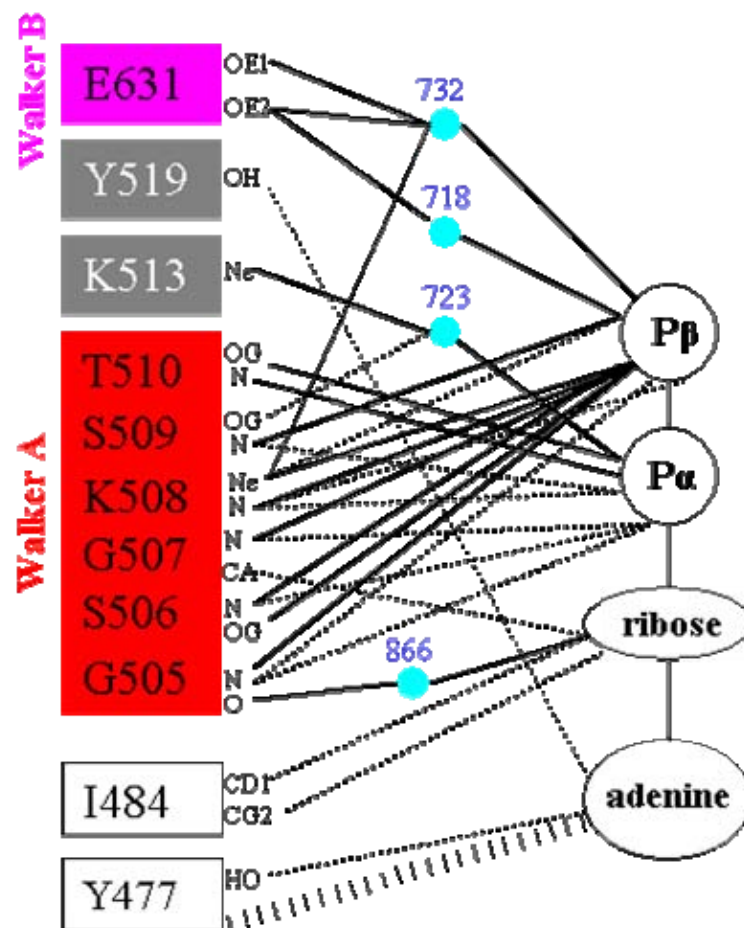 Walker B
E631
OE1
OE2
732
Y519
OH
718
K513
Ne
723
Pβ
Walker A
T510
OG
N
S509
OG
N
K508
Ne
N
Pα
G507
N
CA
S506
N
OG
ribose
G505
N
O
866
I484
CD1
CG2
adenine
Y477
HO